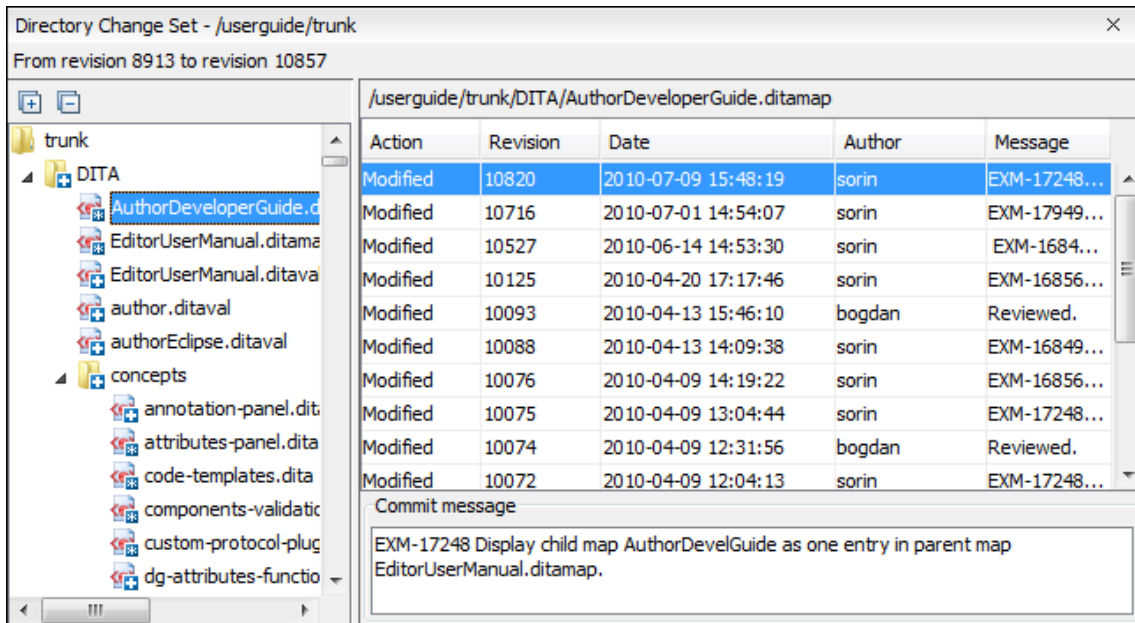 Directory Change Set - /userguide/trunk
From revision 8913 to revision 10857
trunk
DITA
AuthorDeveloperGuide.d
EditorUserManual.ditama
EditorUserManual.ditava
author.ditaval
authorEclipse.ditaval
concepts
annotation-panel.dit
attributes-panel.dita
code-templates.dita
components-validatic
custom-protocol-plug
dg-attributes-functio
/userguide/trunk/DITA/AuthorDeveloperGuide.ditamap
Action Revision Date Author Message
Modified 10820 2010-07-09 15:48:19 sorin EXM-17248...
Modified 10716 2010-07-01 14:54:07 sorin EXM-17949...
Modified 10527 2010-06-14 14:53:30 sorin EXM-1684...
Modified 10125 2010-04-20 17:17:46 sorin EXM-16856...
Modified 10093 2010-04-13 15:46:10 bogdan Reviewed.
Modified 10088 2010-04-13 14:09:38 sorin EXM-16849...
Modified 10076 2010-04-09 14:19:22 sorin EXM-16856...
Modified 10075 2010-04-09 13:04:44 sorin EXM-17248...
Modified 10074 2010-04-09 12:31:56 bogdan Reviewed.
Modified 10072 2010-04-09 12:04:13 sorin EXM-17248...
Commit message
EXM-17248 Display child map AuthorDevelGuide as one entry in parent map
EditorUserManual.ditamap.